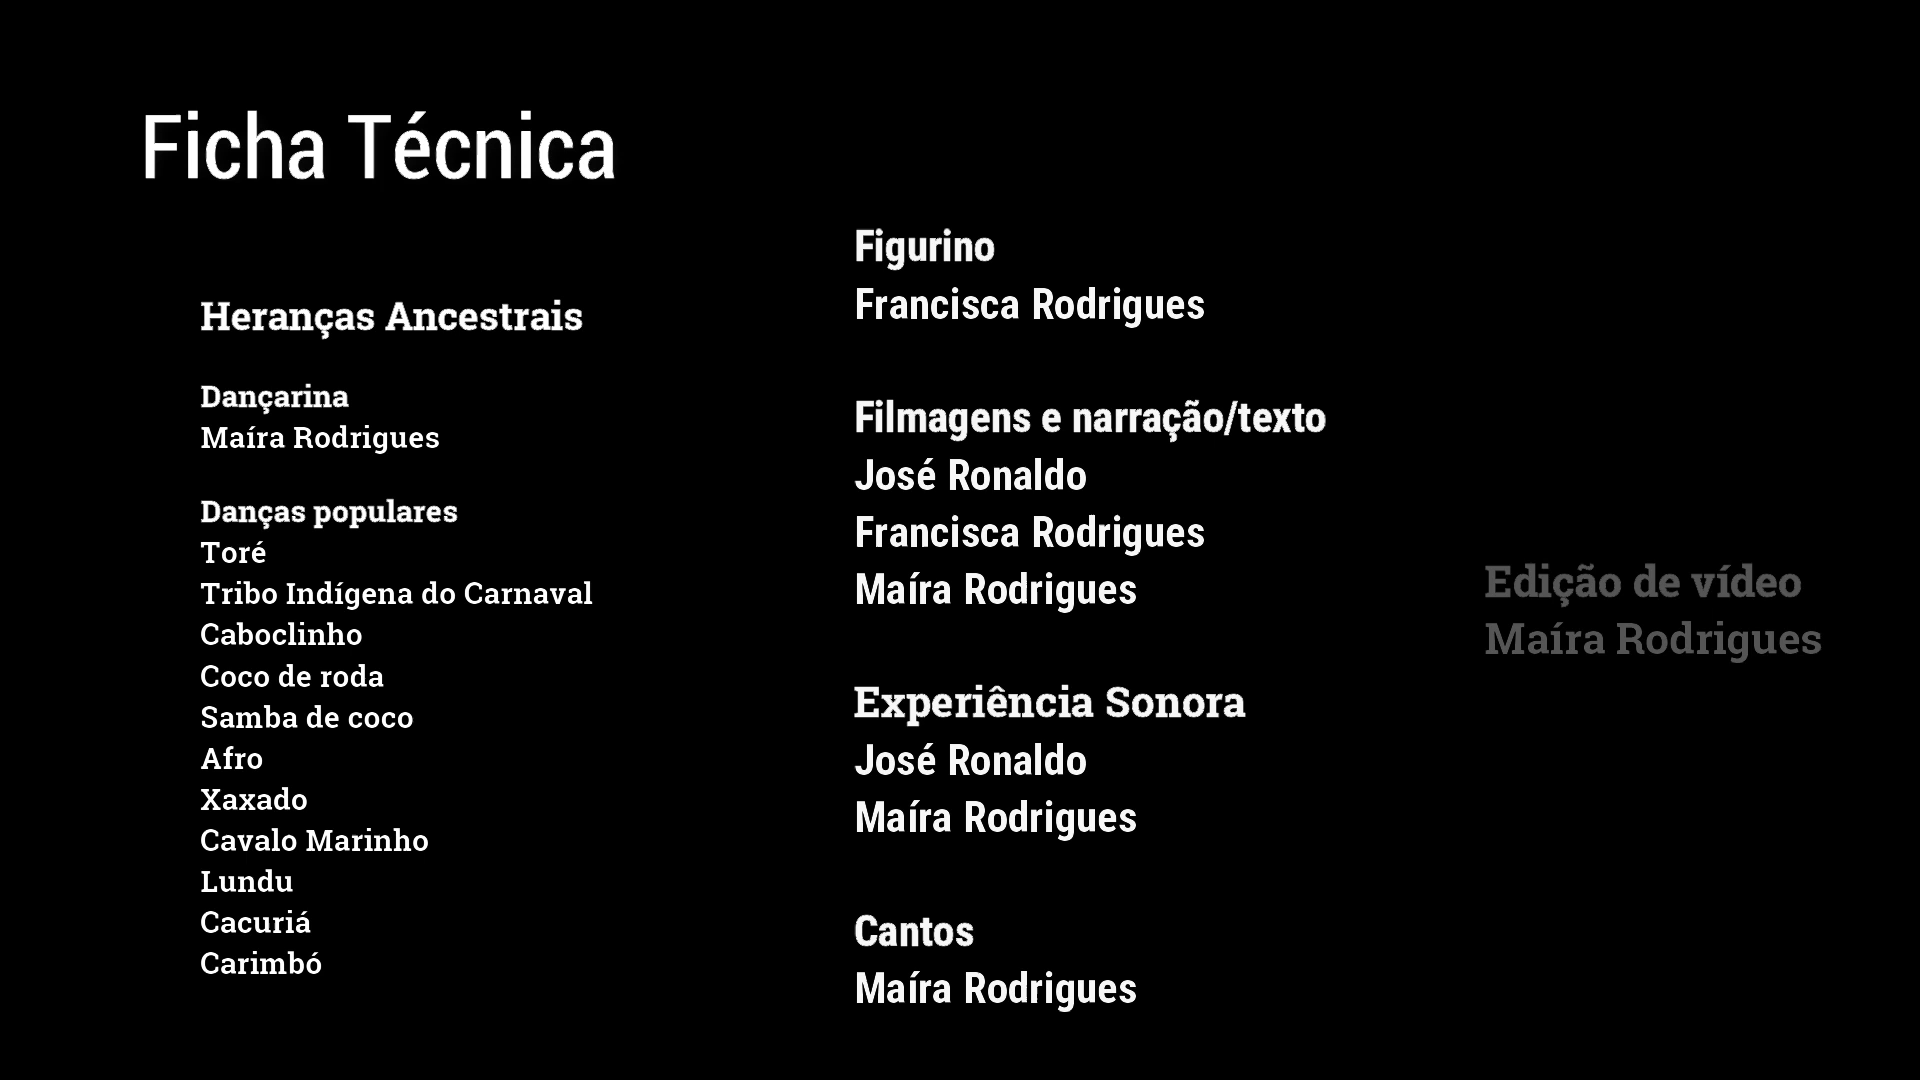 Ficha Técnica
Heranças Ancestrais
Dançarina
Maíra Rodrigues
Danças populares
Toré
Tribo Indígena do Carnaval
Caboclinho
Coco de roda
Samba de coco
Afro
Xaxado
Cavalo Marinho
Lundu
Cacuriá
Carimbó
Figurino
Francisca Rodrigues
Filmagens e narração/texto
José Ronaldo
Francisca Rodrigues
Maíra Rodrigues
Experiência Sonora
José Ronaldo
Maíra Rodrigues
Cantos
Maíra Rodrigues
Edição de vídeo
Maíra Rodrigues